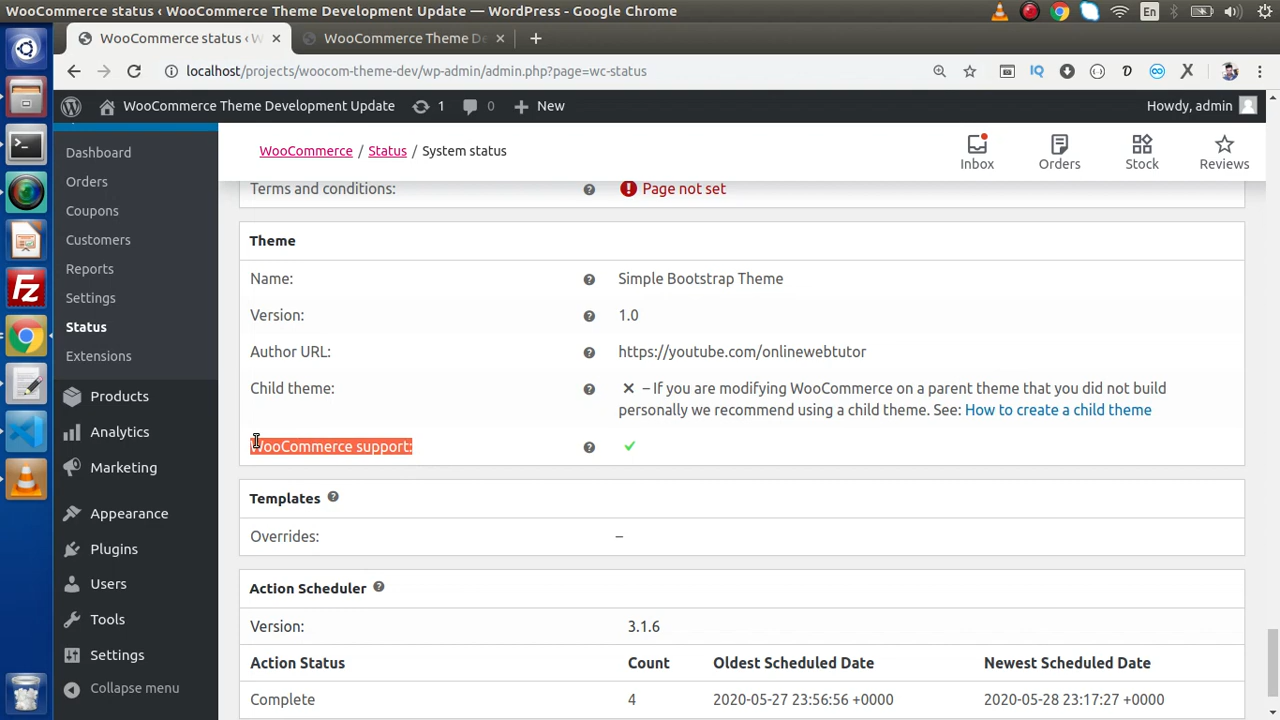 WooCommerce status ‹ WooCommerce Theme Development Update — WordPress - Google Chrome
En
WooCommerce status ‹ W
WooCommerce Theme De
localhost/projects/woocom-theme-dev/wp-admin/admin.php?page=wc-status
IQ
WooCommerce Theme Development Update
1
0
New
Howdy, admin
Dashboard
Orders
Coupons
Customers
Reports
Settings
Status
Extensions
Products
Analytics
Marketing
Appearance
Plugins
Users
Tools
Settings
Collapse menu
WooCommerce / Status / System status
Inbox
Orders
Stock
Reviews
Terms and conditions:
Page not set
Theme
Name:
Simple Bootstrap Theme
Version:
1.0
Author URL:
https://youtube.com/onlinewebtutor
Child theme:
– If you are modifying WooCommerce on a parent theme that you did not build
personally we recommend using a child theme. See: How to create a child theme
WooCommerce support:
Templates
Overrides:
–
Action Scheduler
Version:
3.1.6
Action Status Count Oldest Scheduled Date Newest Scheduled Date
Complete 4 2020-05-27 23:56:56 +0000 2020-05-28 23:17:27 +0000